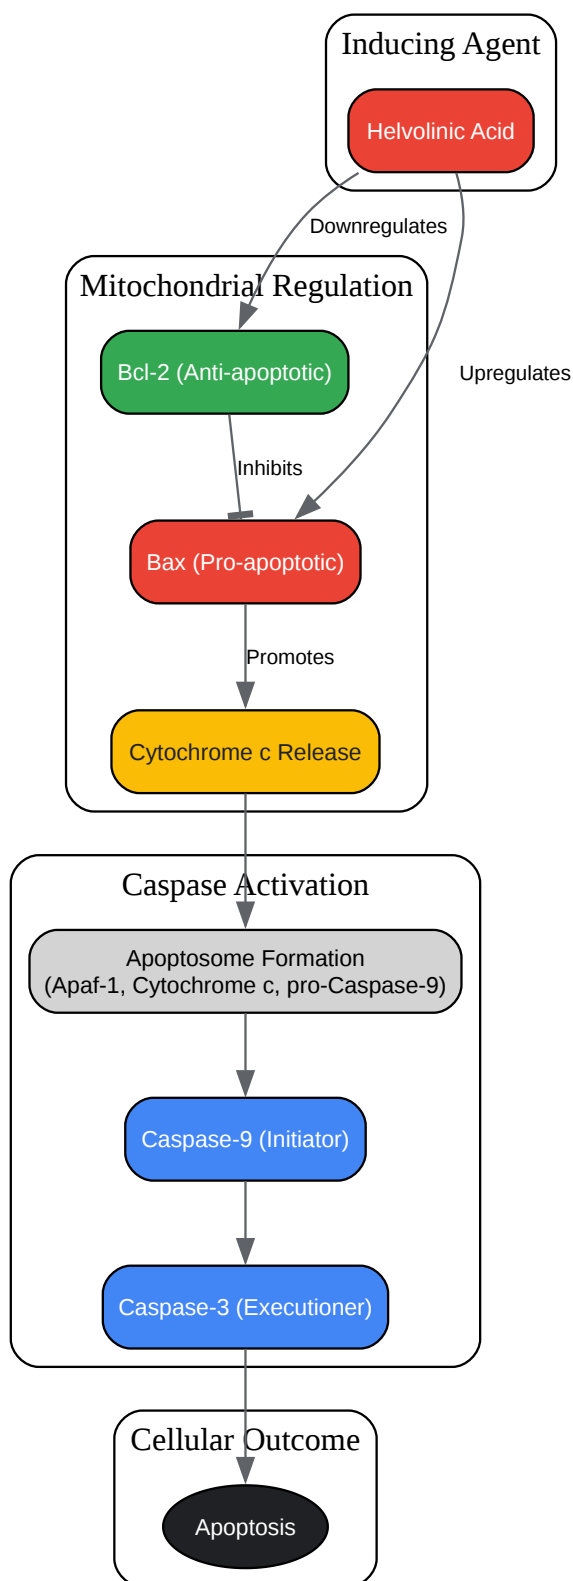 Inducing Agent
Helvolinic Acid
Downregulates
Mitochondrial Regulation
Bcl-2 (Anti-apoptotic)
Upregulates
Inhibits
Bax (Pro-apoptotic)
Promotes
Cytochrome c Release
Caspase Activation
Apoptosome Formation
(Apaf-1, Cytochrome c, pro-Caspase-9)
Caspase-9 (Initiator)
Caspase-3 (Executioner)
Cellular Outcome
Apoptosis